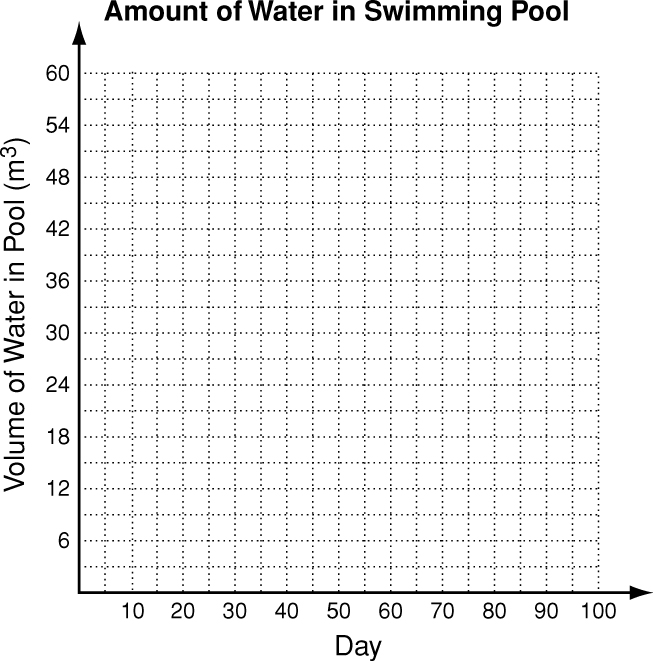 Amount of Water in Swimming Pool
Volume of Water in Pool (m³)
60
54
48
42
36
30
24
18
12
6
10 20 30 40 50 60 70 80 90 100
Day